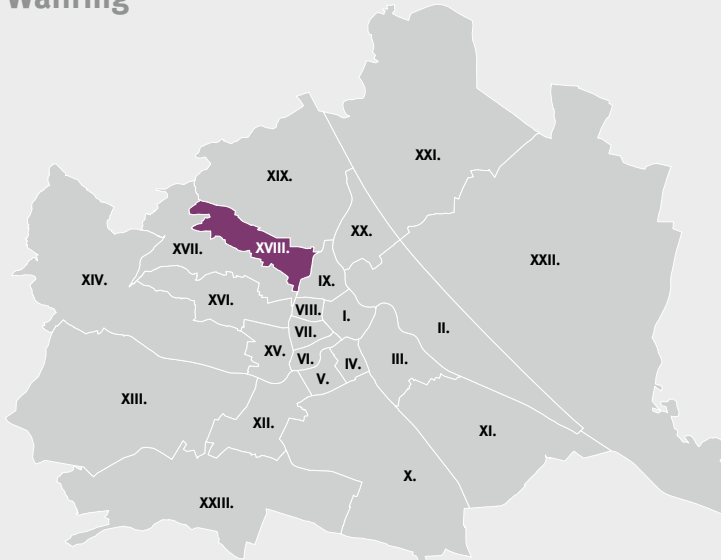 Währing
XXI.
XIX.
XX.
XVIII.
XVII.
XXII.
XIV.
IX.
XVI.
VIII.
I.
II.
VII.
XV.
VI.
IV.
III.
V.
XIII.
XII.
XI.
X.
XXIII.